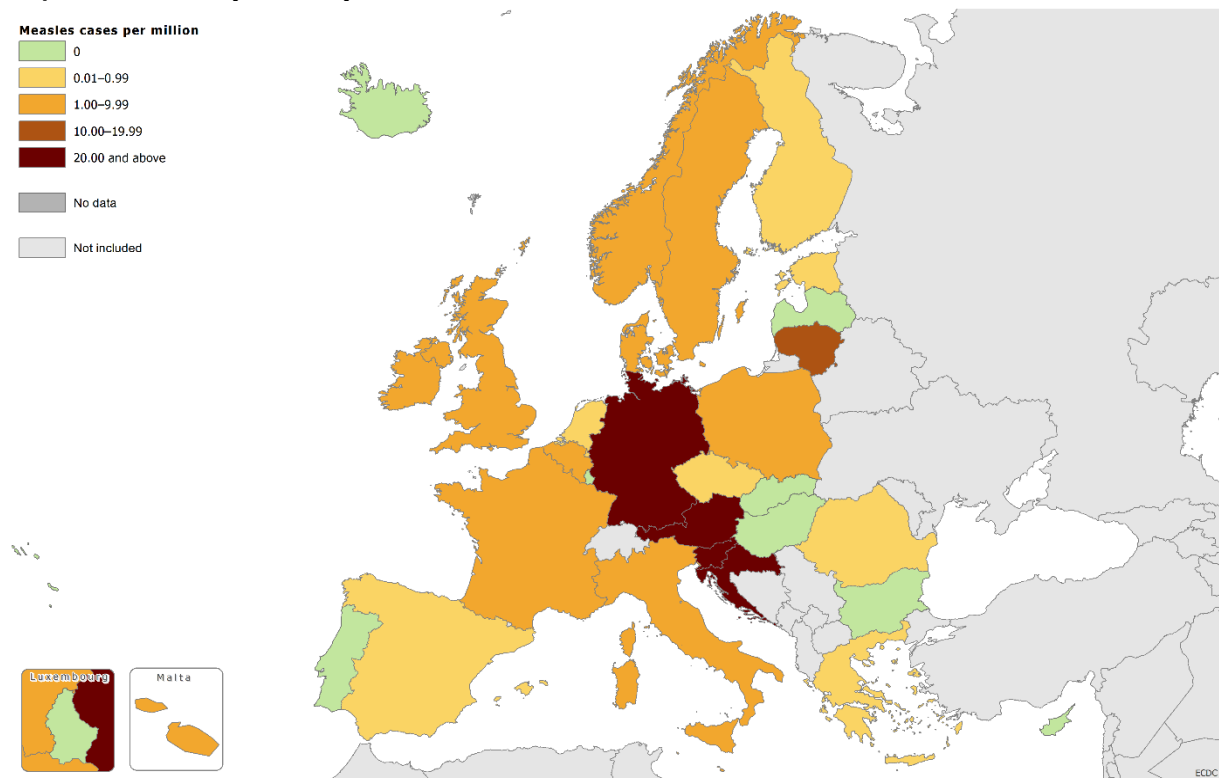 Measles cases per million
0
0.01–0.99
1.00–9.99
10.00–19.99
20.00 and above
No data
Not included
Luxembourg
Malta
ECDC